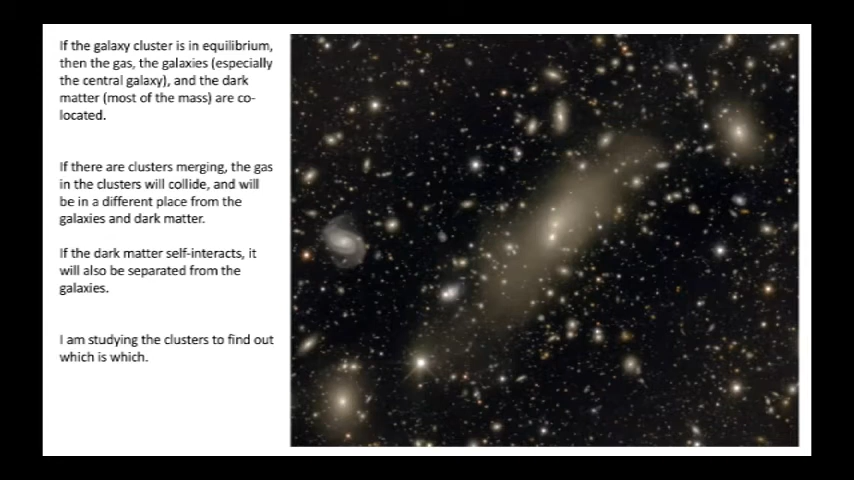 If the galaxy cluster is in equilibrium,
then the gas, the galaxies (especially
the central galaxy), and the dark
matter (most of the mass) are co-
located.
If there are clusters merging, the gas
in the clusters will collide, and will
be in a different place from the
galaxies and dark matter.
If the dark matter self-interacts, it
will also be separated from the
galaxies.
I am studying the clusters to find out
which is which.